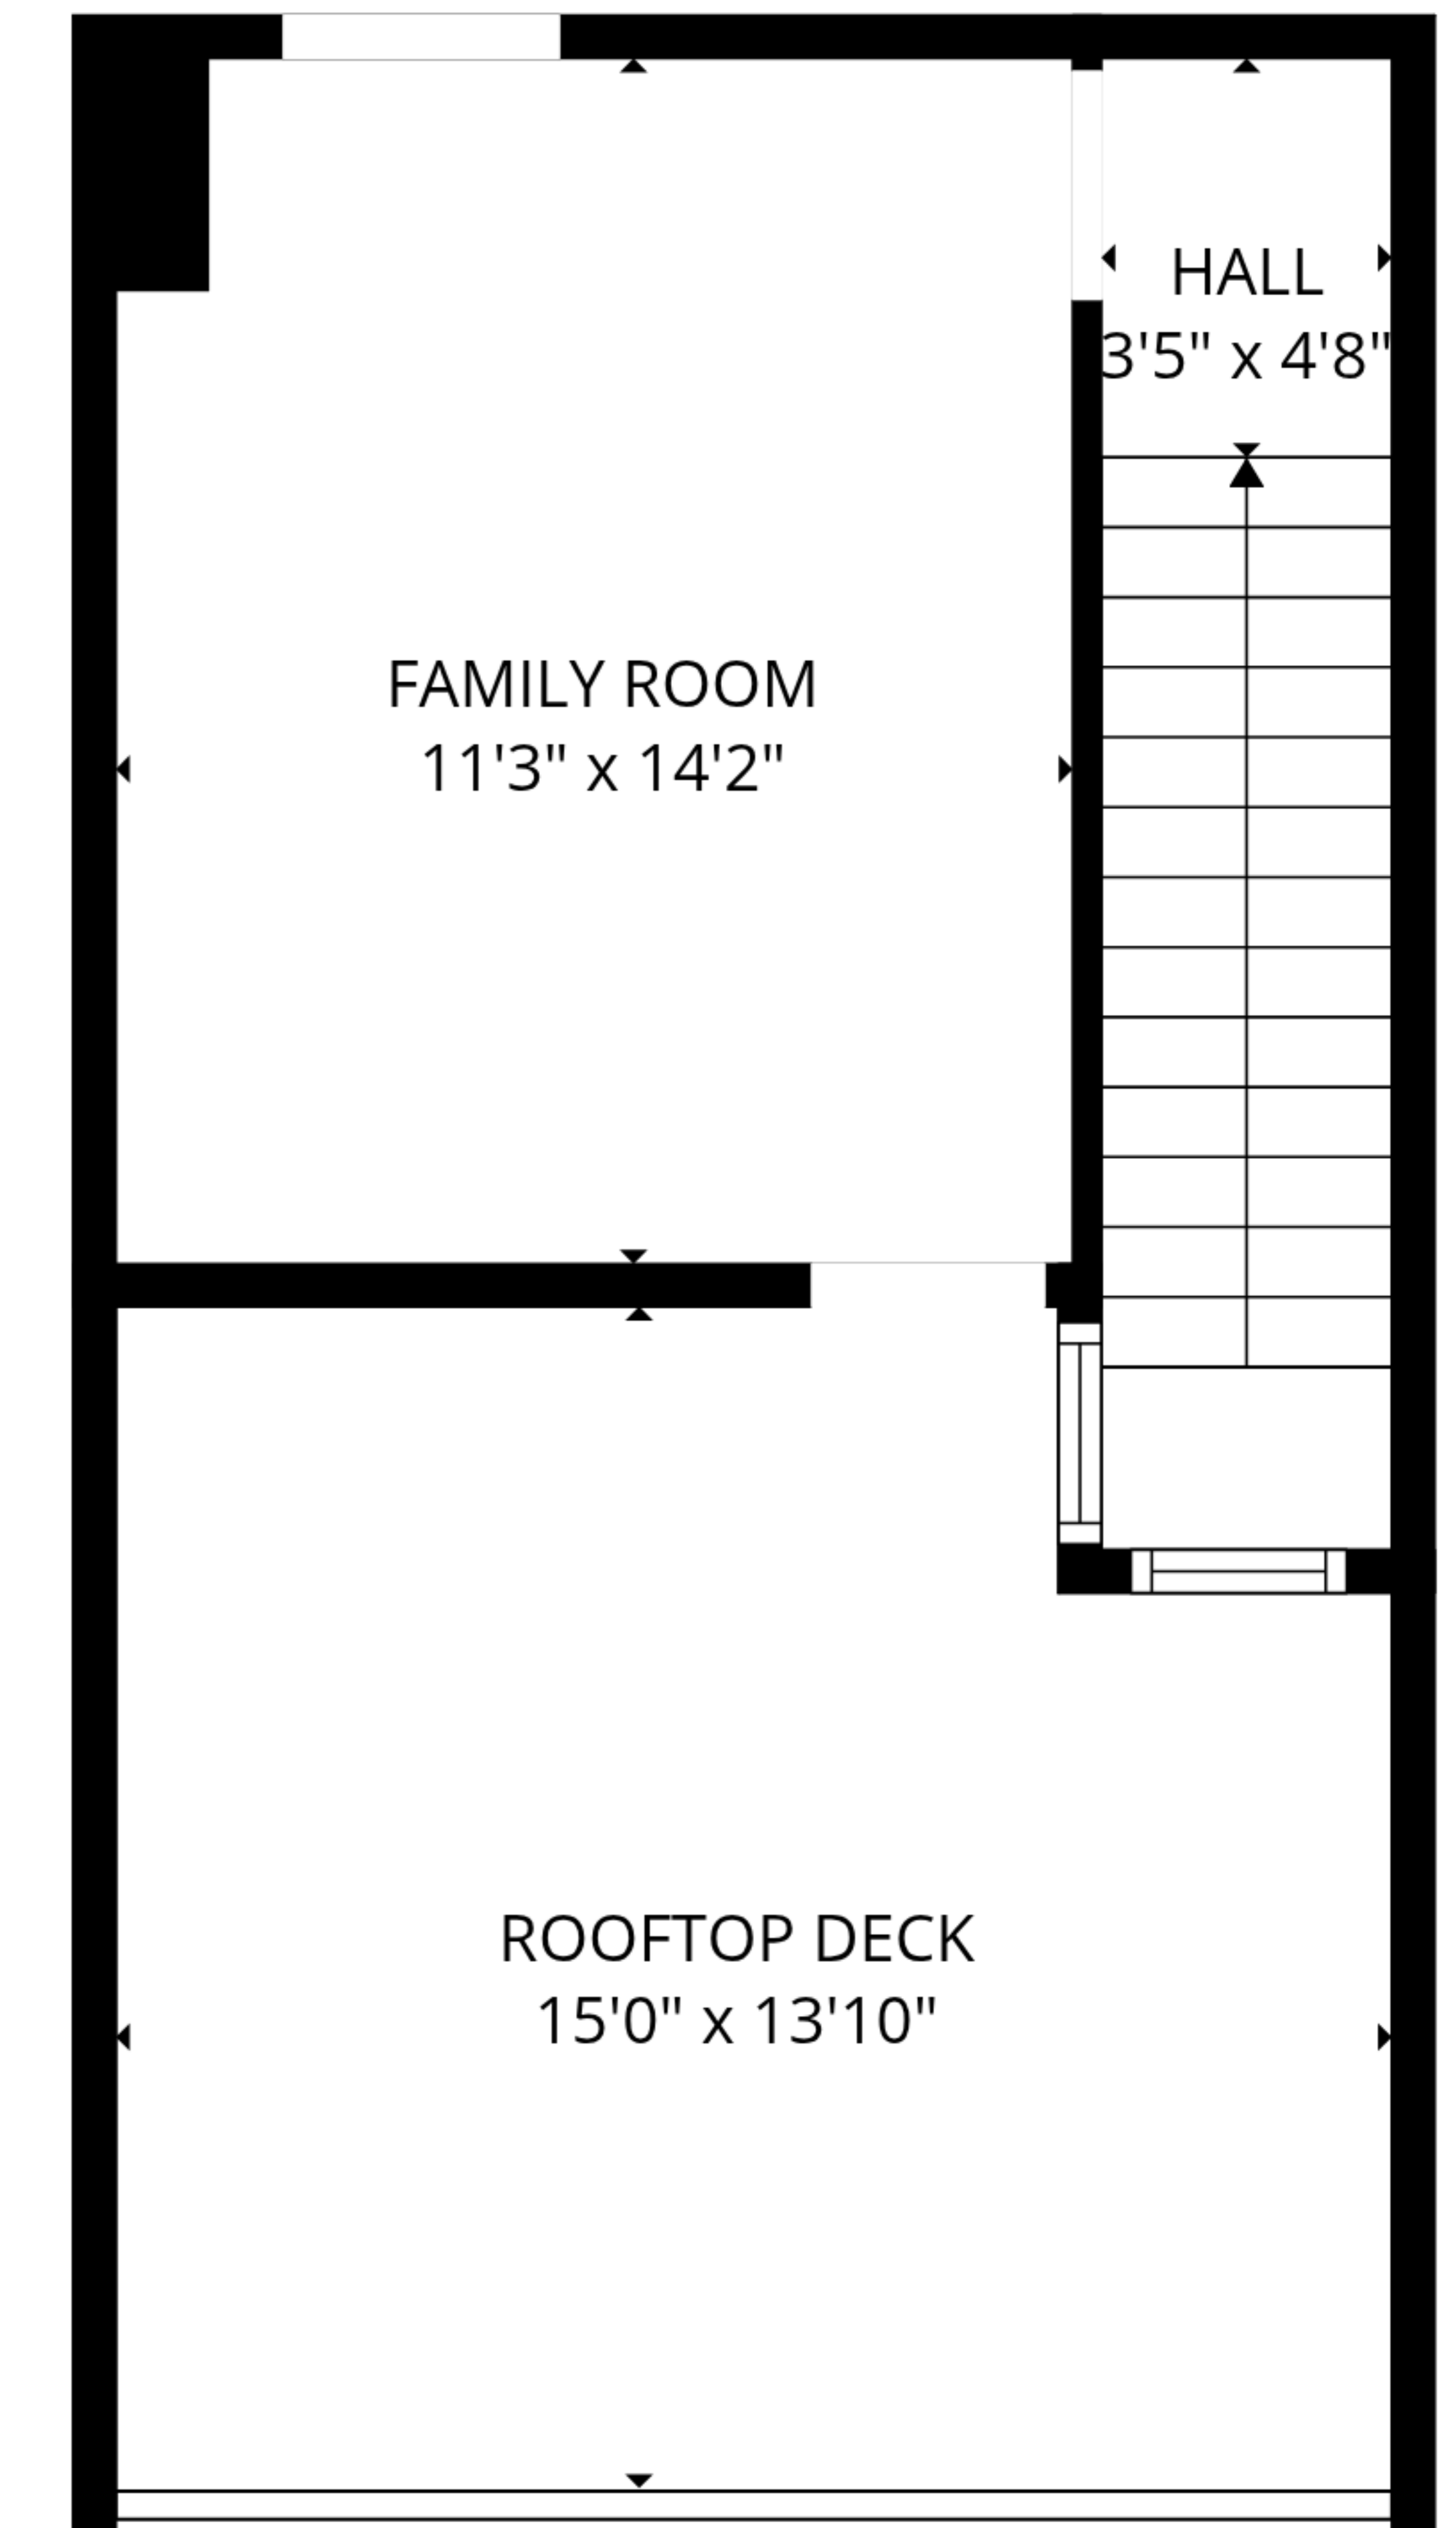 HALL
3'5" x 4'8"
FAMILY ROOM
11'3" x 14'2"
ROOFTOP DECK
15'0" x 13'10"